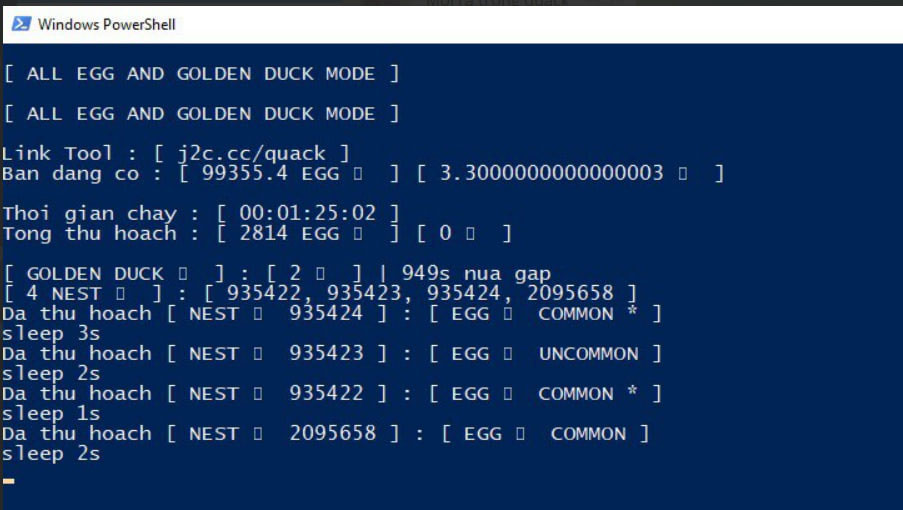 Windows PowerShell
[ ALL EGG AND GOLDEN DUCK MODE ]
[ ALL EGG AND GOLDEN DUCK MODE ]
Link Tool : [ j2c.cc/quack ]
Ban dang co : [ 99355.4 EGG ▯ ] [ 3.3000000000000003 ▯ ]
Thoi gian chay : [ 00:01:25:02 ]
Tong thu hoach : [ 2814 EGG ▯ ] [ 0 ▯ ]
[ GOLDEN DUCK ▯ ] : [ 2 ▯ ] | 949s nua gap
[ 4 NEST ▯ ] : [ 935422, 935423, 935424, 2095658 ]
Da thu hoach [ NEST ▯ 935424 ] : [ EGG ▯ COMMON * ]
sleep 3s
Da thu hoach [ NEST ▯ 935423 ] : [ EGG ▯ UNCOMMON ]
sleep 2s
Da thu hoach [ NEST ▯ 935422 ] : [ EGG ▯ COMMON * ]
sleep 1s
Da thu hoach [ NEST ▯ 2095658 ] : [ EGG ▯ COMMON ]
sleep 2s